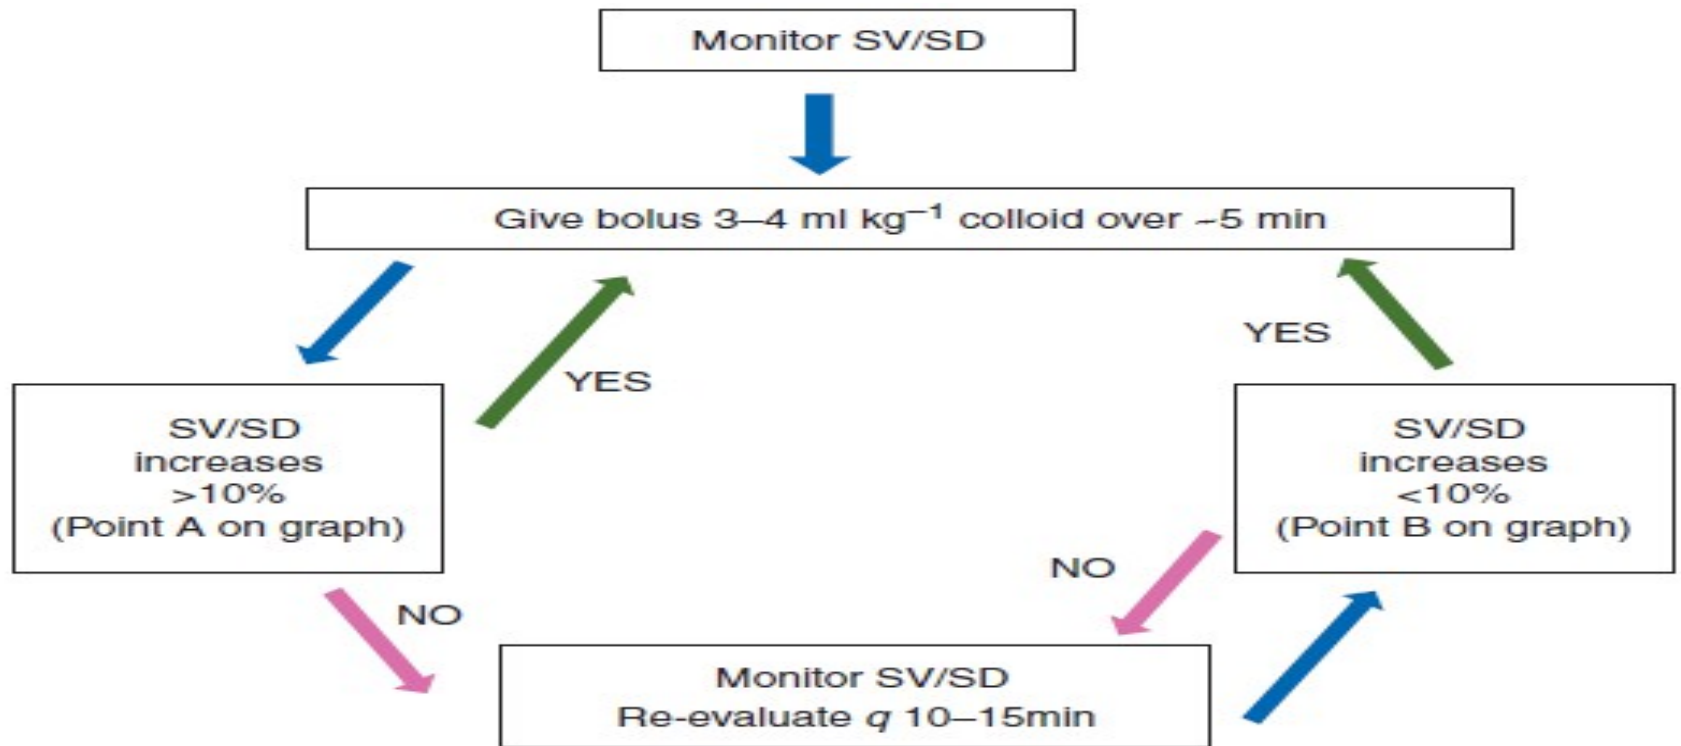 Monitor SV/SD
Give bolus 3–4 ml kg⁻¹ colloid over ~5 min
YES
YES
SV/SD
increases
>10%
(Point A on graph)
SV/SD
increases
<10%
(Point B on graph)
NO
NO
Monitor SV/SD
Re-evaluate q 10–15min